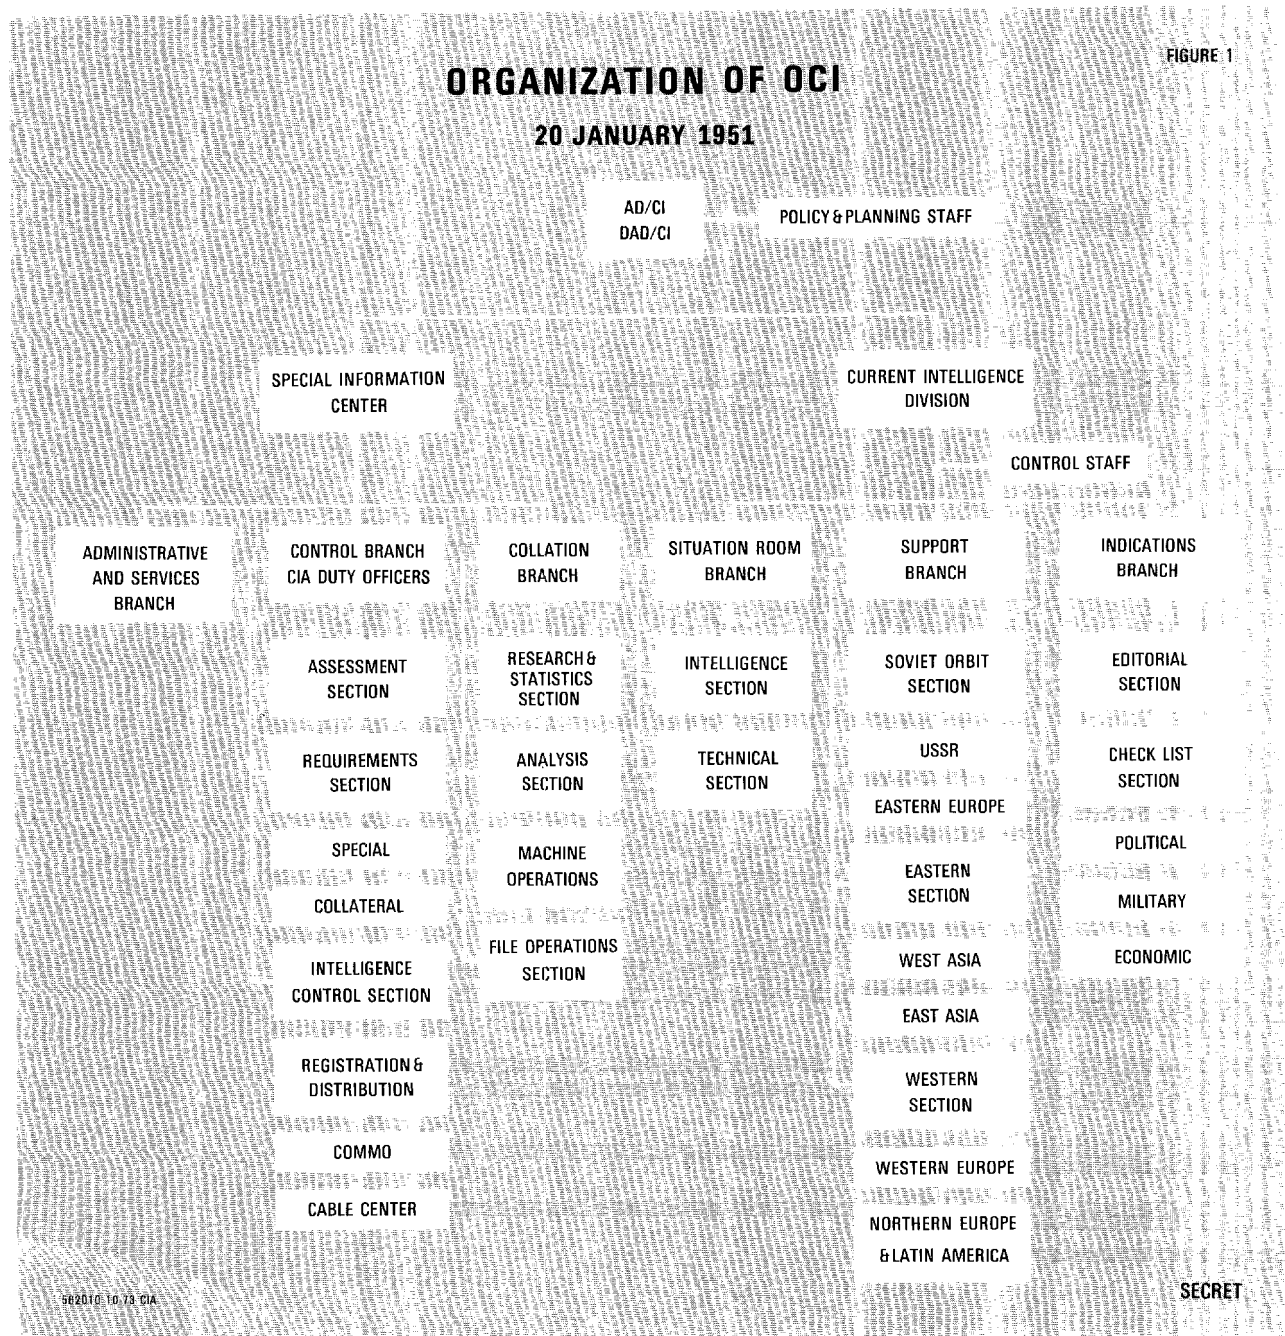 FIGURE 1
ORGANIZATION OF OCI
20 JANUARY 1951
AD/CI
DAD/CI
POLICY & PLANNING STAFF
SPECIAL INFORMATION
CENTER
CURRENT INTELLIGENCE
DIVISION
CONTROL STAFF
ADMINISTRATIVE
AND SERVICES
BRANCH
CONTROL BRANCH
CIA DUTY OFFICERS
ASSESSMENT
SECTION
REQUIREMENTS
SECTION
SPECIAL
COLLATERAL
INTELLIGENCE
CONTROL SECTION
REGISTRATION &
DISTRIBUTION
COMMO
CABLE CENTER
COLLATION
BRANCH
RESEARCH &
STATISTICS
SECTION
ANALYSIS
SECTION
MACHINE
OPERATIONS
FILE OPERATIONS
SECTION
SITUATION ROOM
BRANCH
INTELLIGENCE
SECTION
TECHNICAL
SECTION
SUPPORT
BRANCH
SOVIET ORBIT
SECTION
USSR
EASTERN EUROPE
EASTERN
SECTION
WEST ASIA
EAST ASIA
WESTERN
SECTION
WESTERN EUROPE
NORTHERN EUROPE
& LATIN AMERICA
INDICATIONS
BRANCH
EDITORIAL
SECTION
CHECK LIST
SECTION
POLITICAL
MILITARY
ECONOMIC
562010 10-73 CIA
SECRET